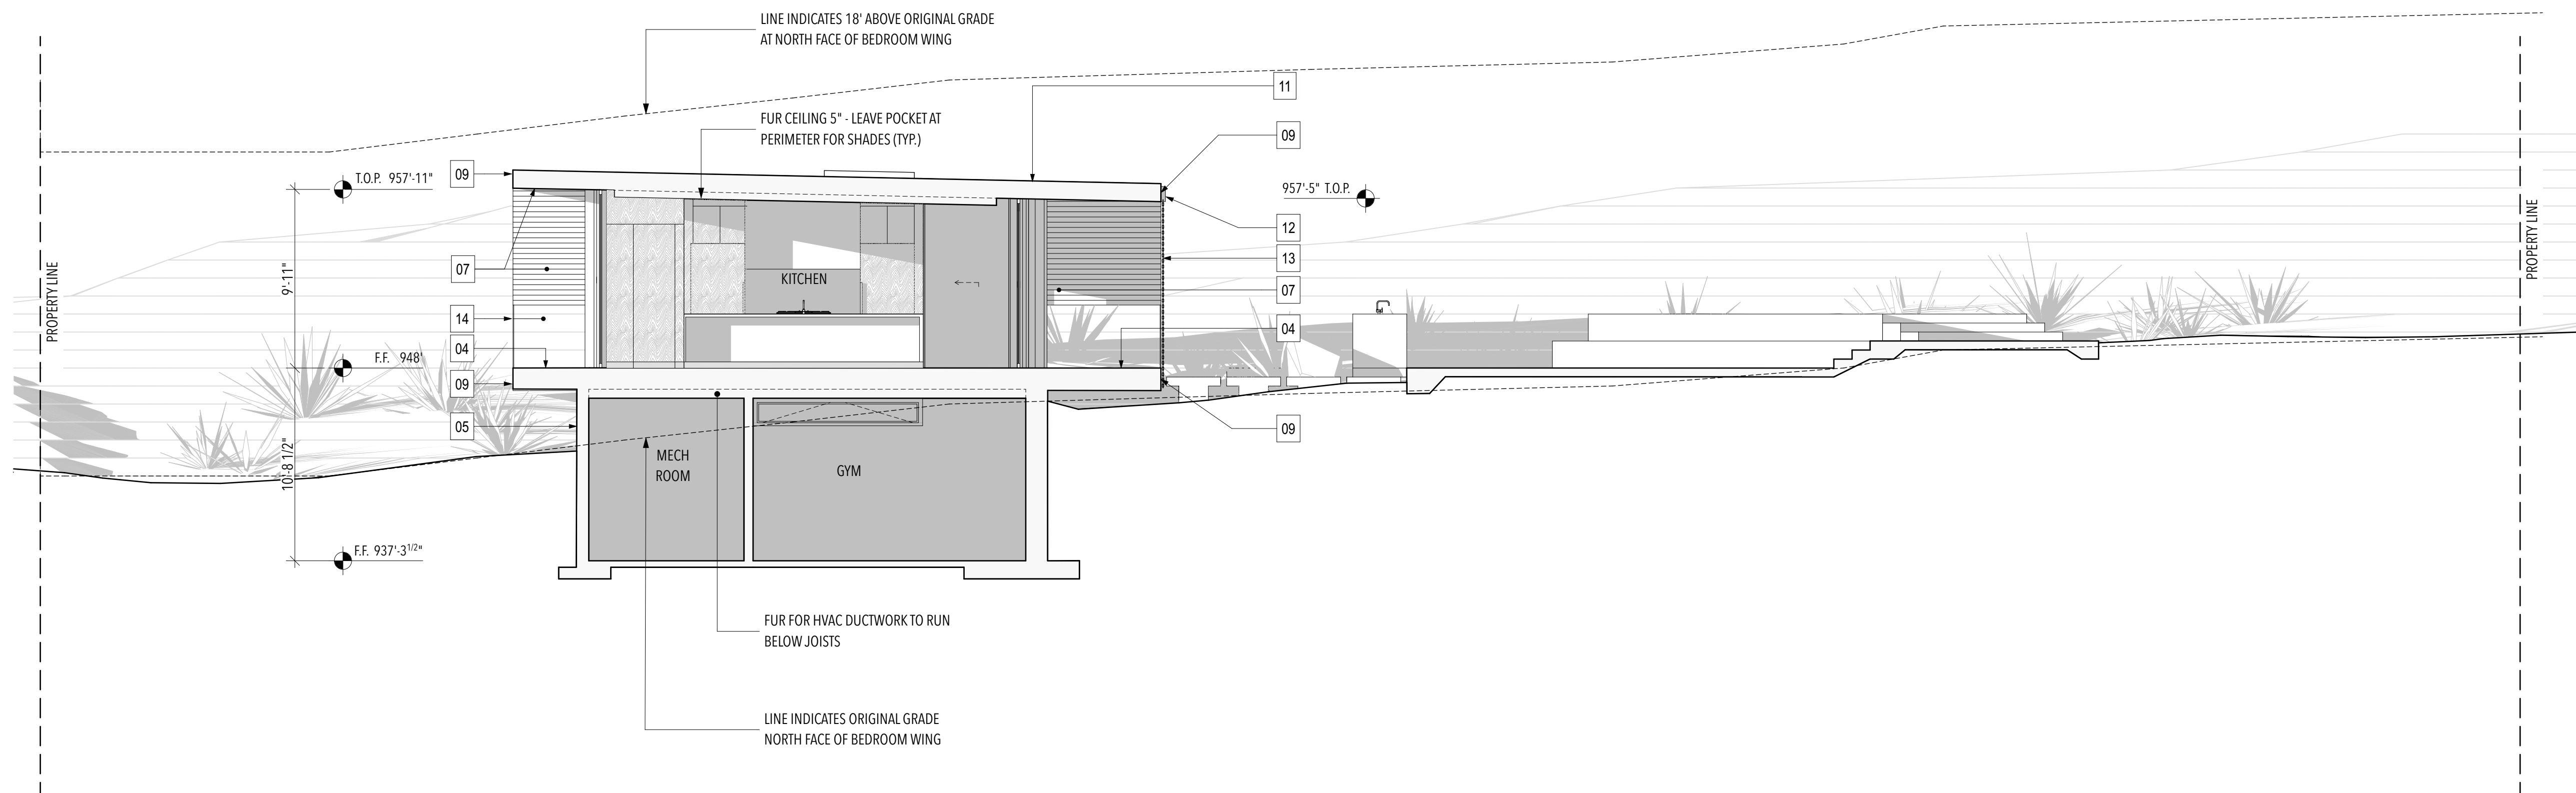 LINE INDICATES 18' ABOVE ORIGINAL GRADE
AT NORTH FACE OF BEDROOM WING
11
FUR CEILING 5" - LEAVE POCKET AT
PERIMETER FOR SHADES (TYP.)
09
09
T.O.P. 957'-11"
957'-5" T.O.P.
12
PROPERTY LINE
PROPERTY LINE
13
07
9'-11"
KITCHEN
07
14
04
04
F.F. 948'
09
05
09
10'-8 1/2"
MECH
ROOM
GYM
F.F. 937'-3 1/2"
FUR FOR HVAC DUCTWORK TO RUN
BELOW JOISTS
LINE INDICATES ORIGINAL GRADE
NORTH FACE OF BEDROOM WING